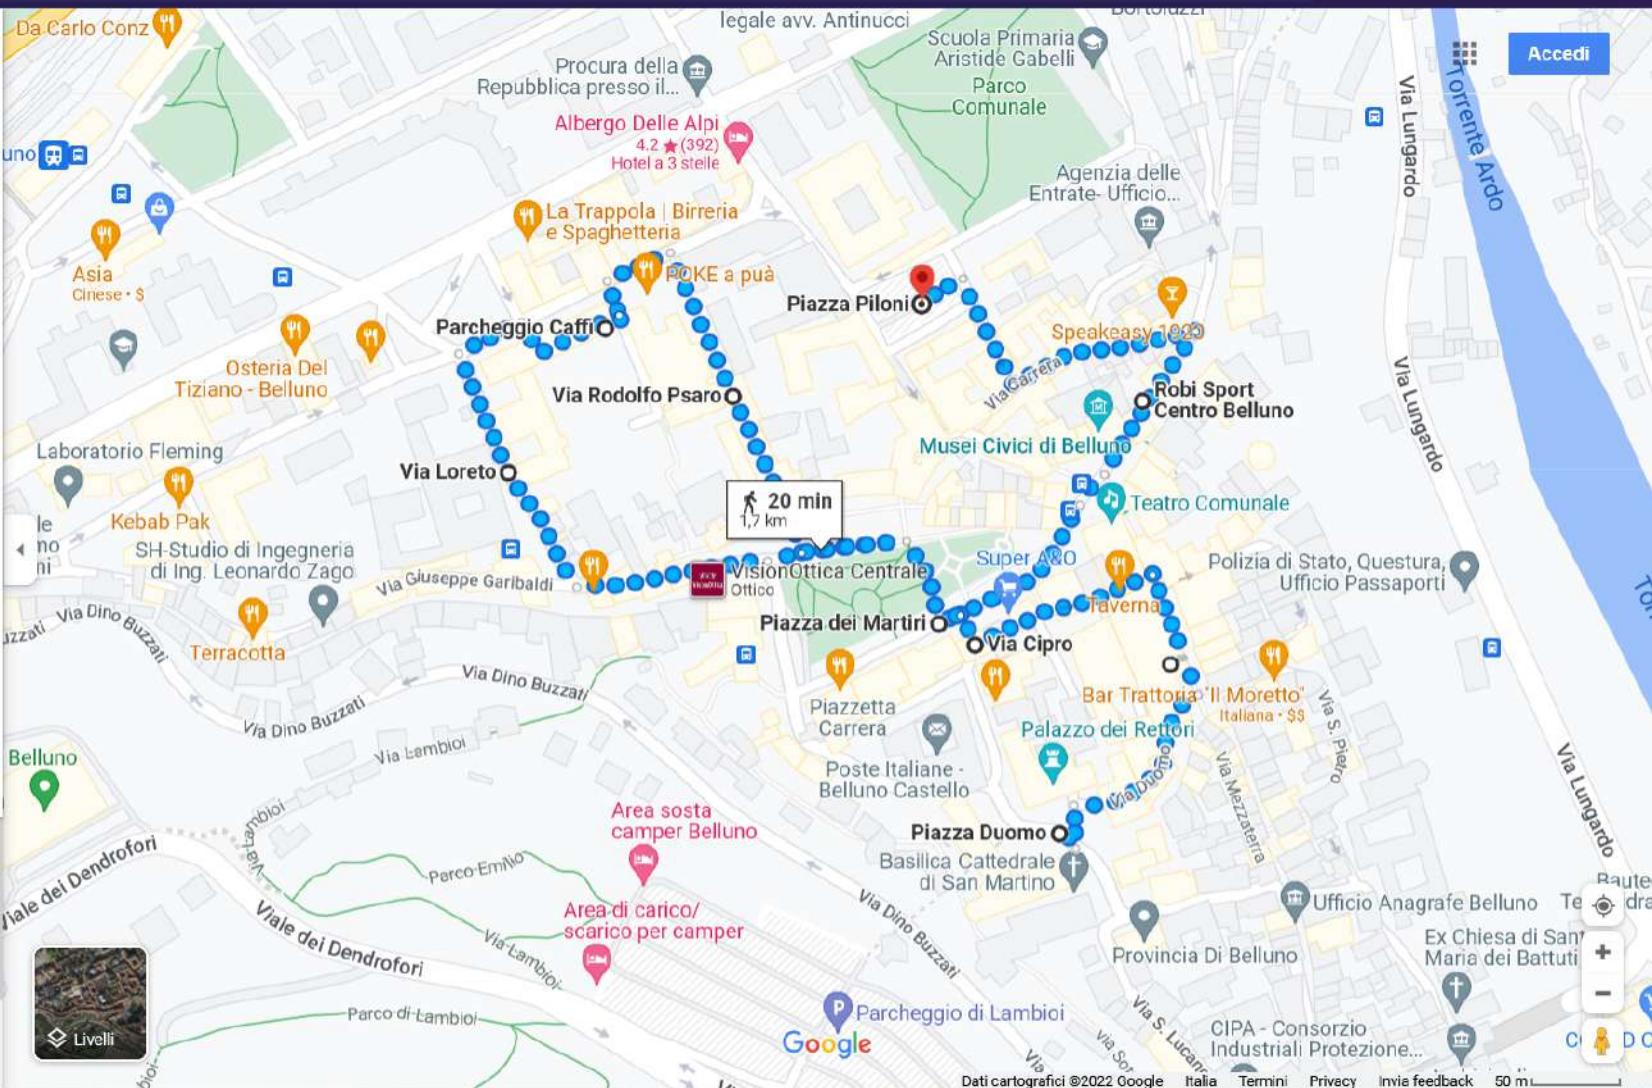 Da Carlo Conz
legale avv. Antinucci
Scuola Primaria
Aristide Gabelli
Accedi
Procura della
Repubblica presso il...
Parco
Comunale
Torrente Ardo
Via Lungardo
Albergo Delle Alpi
4.2 ★ (392)
Hotel a 3 stelle
Agenzia delle
Entrate- Ufficio...
La Trappola | Birreria
e Spaghetteria
Asia
Cinese • $
POKE a puà
Piazza Piloni
Parcheggio Caffi
Speakeasy 1920
Osteria Del
Tiziano - Belluno
Via Rodolfo Psaro
Via Carrera
Robi Sport
Centro Belluno
Via Lungardo
Musei Civici di Belluno
Laboratorio Fleming
Via Loreto
20 min
1,7 km
Teatro Comunale
Kebab Pak
SH-Studio di Ingegneria
di Ing. Leonardo Zago
Super A&O
Polizia di Stato, Questura,
Ufficio Passaporti
Via Giuseppe Garibaldi
VisionOttica Centrale
Ottico
Via Dino Buzzati
Taverna
Piazza dei Martiri
Via Cipro
Terracotta
Via Dino Buzzati
Bar Trattoria "Il Moretto"
Italiana • $$
Via S. Pietro
Via Dino Buzzati
Piazzetta
Carrera
Palazzo dei Rettori
Via Lambioi
Belluno
Poste Italiane -
Belluno Castello
Via Duomo
Via Mezzaterra
Via Lungardo
Area sosta
camper Belluno
Via Lambioi
Piazza Duomo
Basilica Cattedrale
di San Martino
Viale dei Dendrofori
Parco Emilio
Area di carico/
scarico per camper
Via Dino Buzzati
Ufficio Anagrafe Belluno
Viale dei Dendrofori
Via Lambioi
Provincia Di Belluno
Ex Chiesa di Sant
Maria dei Battuti
Livelli
Parco di Lambioi
Parcheggio di Lambioi
Google
Via S. Lucano
CIPA - Consorzio
Industriali Protezione...
Dati cartografici ©2022 Google Italia Termini Privacy Invia feedback 50 m